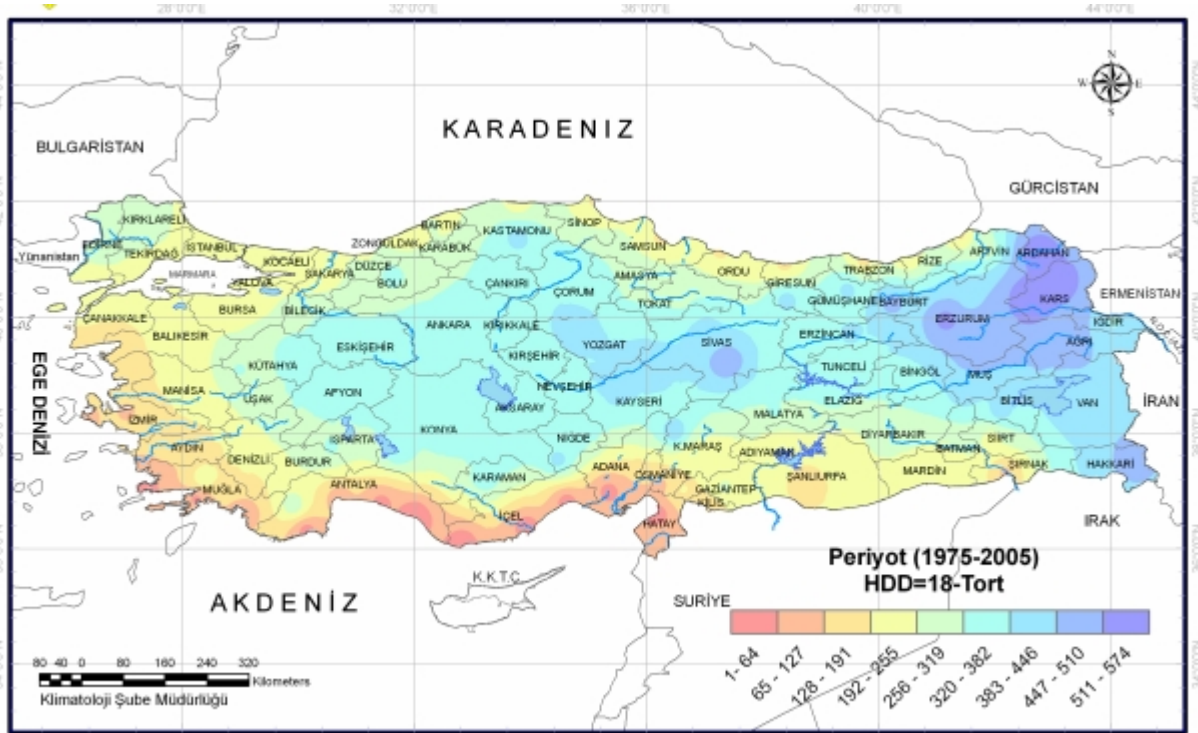 28°0'0"E 32°0'0"E 36°0'0"E 40°0'0"E 44°0'0"E
N
W E
S
KARADENIZ
BULGARİSTAN
GÜRCİSTAN
Yünanistan
ERMENİSTAN
İRAN
IRAK
SURİYE
K.K.T.C
EGE DENİZİ
AKDENİZ
MARMARA
KIRKLARELİ
EDİRNE
TEKİRDAĞ
İSTANBUL
KOCAELİ
YALOVA
SAKARYA
DÜZCE
ZONGULDAK
BARTIN
KARABÜK
KASTAMONU
SİNOP
SAMSUN
BOLU
ÇANKIRI
ÇORUM
AMASYA
TOKAT
ORDU
GİRESUN
TRABZON
RİZE
ARTVİN
ARDAHAN
KARS
GÜMÜŞHANE
BAYBURT
ERZURUM
IĞDIR
AĞRI
ÇANAKKALE
BALIKESİR
BURSA
BİLECİK
ESKİŞEHİR
ANKARA
KIRIKKALE
YOZGAT
SİVAS
ERZİNCAN
TUNCELİ
BİNGÖL
MUŞ
KÜTAHYA
KIRŞEHİR
NEVŞEHİR
KAYSERİ
MALATYA
ELAZIĞ
BİTLİS
VAN
MANİSA
UŞAK
AFYON
AKSARAY
İZMİR
AYDIN
DENİZLİ
ISPARTA
BURDUR
KONYA
NİĞDE
K.MARAŞ
ADIYAMAN
DİYARBAKIR
BATMAN
SİİRT
ŞIRNAK
HAKKARİ
MUĞLA
ANTALYA
KARAMAN
İÇEL
ADANA
OSMANİYE
GAZİANTEP
KİLİS
ŞANLIURFA
MARDİN
HATAY
Periyot (1975-2005)
HDD=18-Tort
1- 64
65 - 127
128 - 191
192 - 255
256 - 319
320 - 382
383 - 446
447 - 510
511 - 574
80 40 0 80 160 240 320
Kilometers
Klimatoloji Şube Müdürlüğü